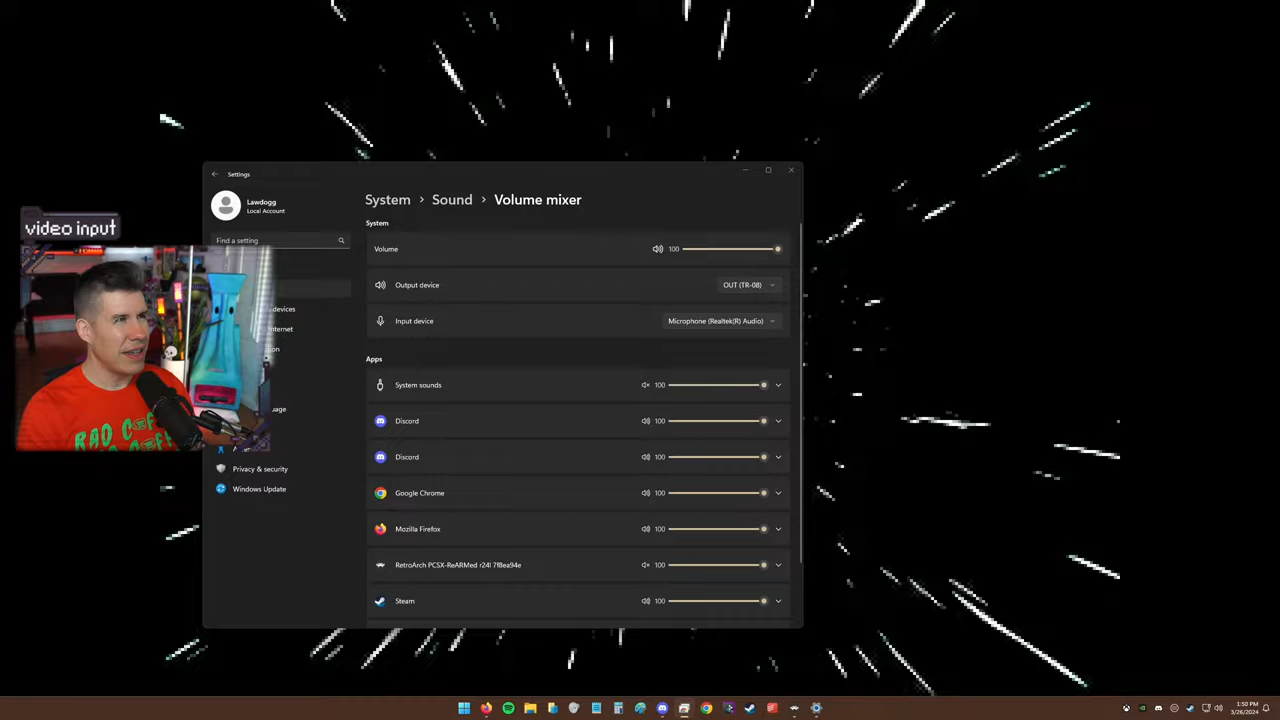 Settings
Lawdogg
Local Account
Find a setting
devices
Privacy & security
Windows Update
System > Sound > Volume mixer
System
Volume
100
Output device
OUT (TR-08)
Input device
Microphone (Realtek(R) Audio)
Apps
System sounds
100
Discord
100
Discord
100
Google Chrome
100
Mozilla Firefox
100
RetroArch PCSX-ReARMed r24l 7f8ea94e
100
Steam
100
video input
RAD
1:50 PM
3/26/2024